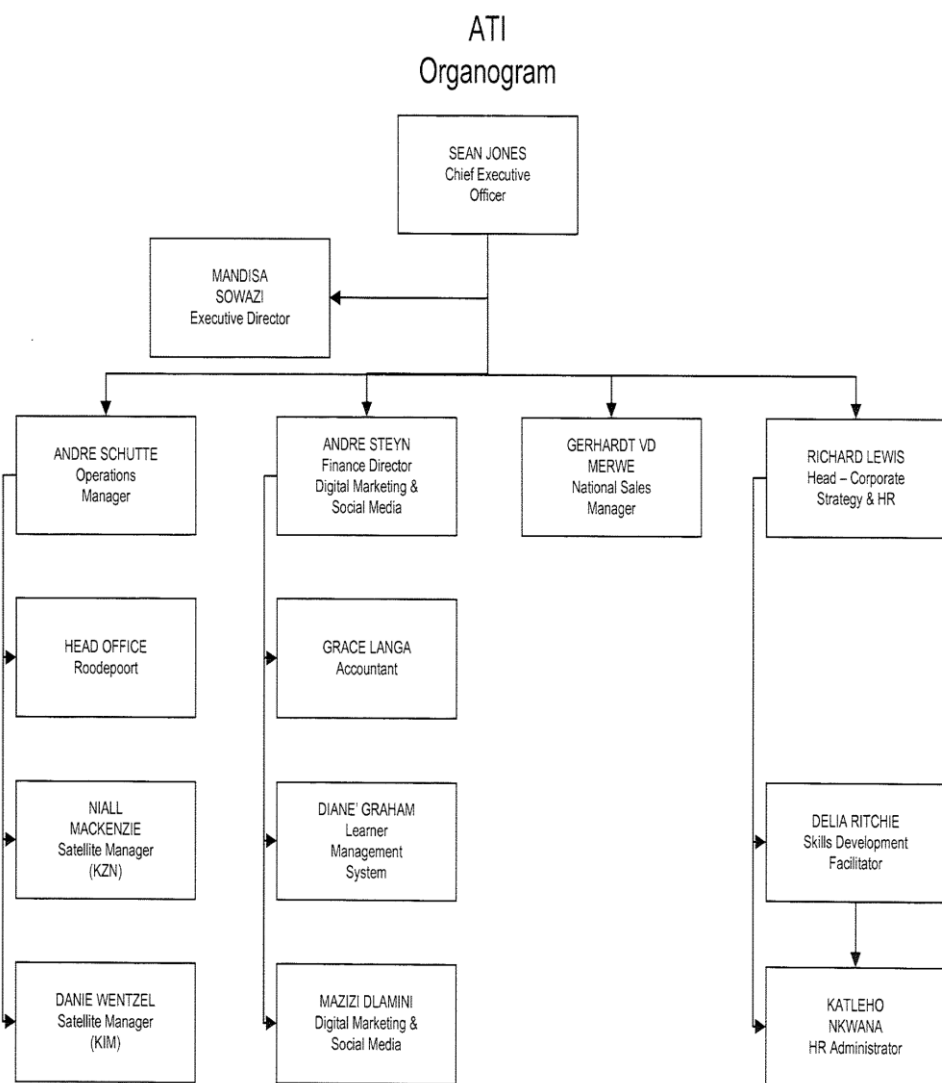 ATI
Organogram
SEAN JONES
Chief Executive
Officer
MANDISA
SOWAZI
Executive Director
ANDRE SCHUTTE
Operations
Manager
ANDRE STEYN
Finance Director
Digital Marketing &
Social Media
GERHARDT VD
MERWE
National Sales
Manager
RICHARD LEWIS
Head – Corporate
Strategy & HR
HEAD OFFICE
Roodepoort
GRACE LANGA
Accountant
NIALL
MACKENZIE
Satellite Manager
(KZN)
DIANE' GRAHAM
Learner
Management
System
DELIA RITCHIE
Skills Development
Facilitator
DANIE WENTZEL
Satellite Manager
(KIM)
MAZIZI DLAMINI
Digital Marketing &
Social Media
KATLEHO
NKWANA
HR Administrator